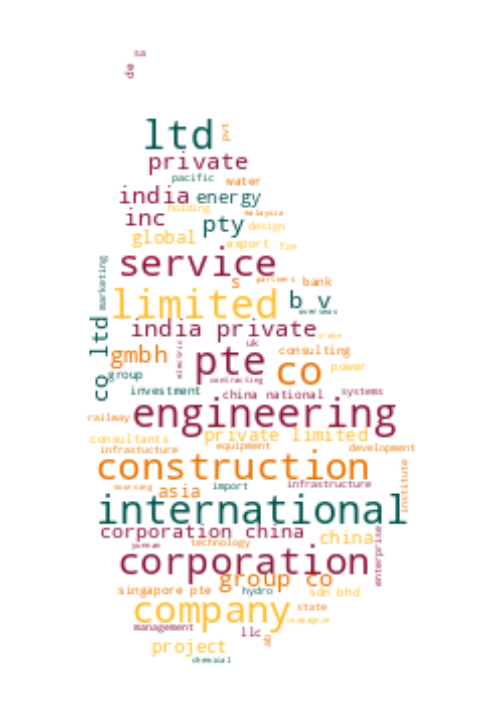 sa
de
ltd
pvt
private
pacific
water
india
energy
holding
malaysia
inc
pty
design
global
export
fze
service
s
partners
bank
marketing
limited
b v
overseas
india private
trade
co ltd
uk
gmbh
electric
pte
consulting
group
contracting
co
power
investment
china national
systems
railway
engineering
consultants
private limited
infrastucture
equipment
development
construction
institute
sourcing
asia
import
infrastructure
international
corporation china
china
yunnan
technology
enterprise
corporation
group co
singapore pte
hydro
sdn bhd
company
state
compagnie
management
llc
project
chemical